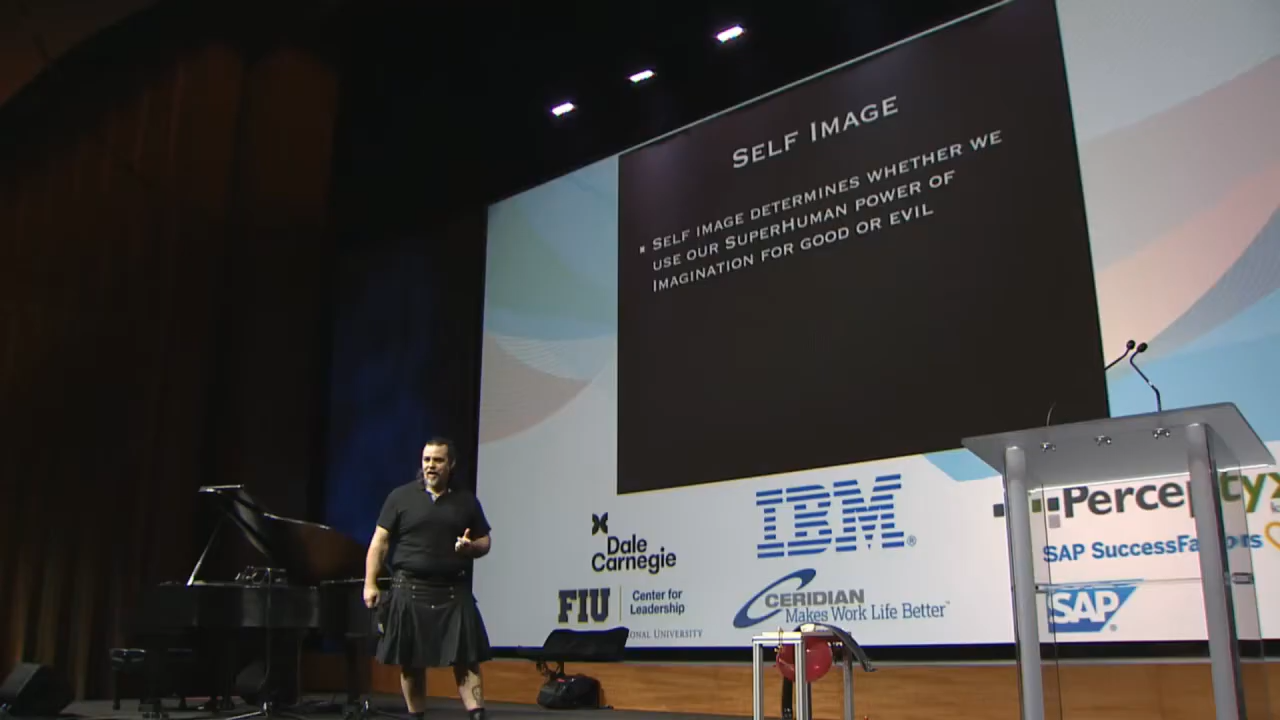 Self Image
Self image determines whether we
use our SuperHuman power of
Imagination for good or evil
Dale
Carnegie
IBM®
FIU
Center for
Leadership
CERIDIAN
Makes Work Life Better™
SAP SuccessFactors
SAP®